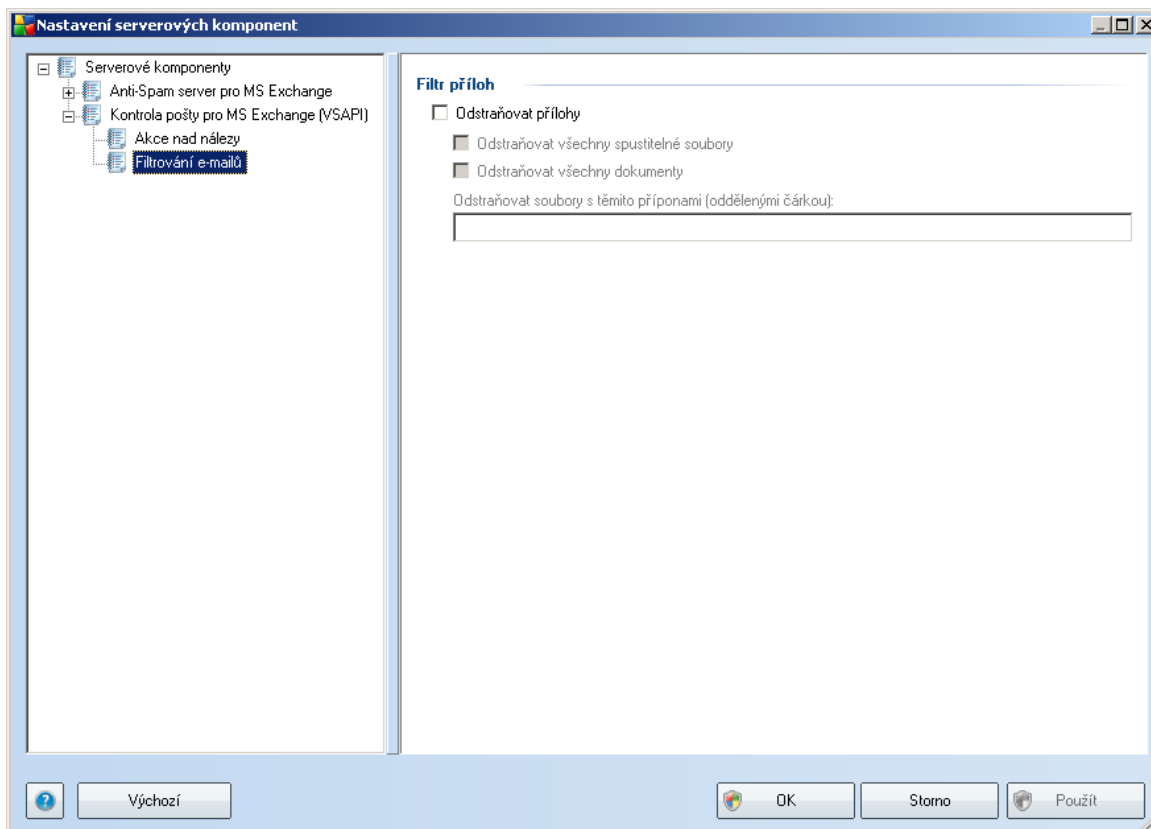 Nastavení serverových komponent
Serverové komponenty
Anti-Spam server pro MS Exchange
Kontrola pošty pro MS Exchange (VSAPI)
Akce nad nálezy
Filtrování e-mailů
Filtr příloh
Odstraňovat přílohy
Odstraňovat všechny spustitelné soubory
Odstraňovat všechny dokumenty
Odstraňovat soubory s těmito příponami (oddělenými čárkou):
Výchozí
OK
Storno
Použít